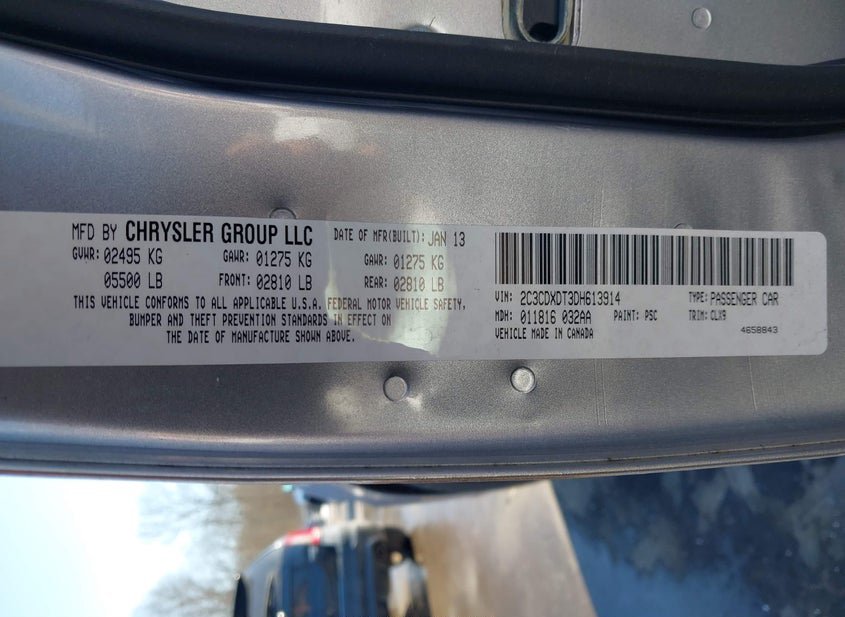 MFD BY CHRYSLER GROUP LLC DATE OF MFR(BUILT): JAN 13
GVWR: 02495 KG GAWR: 01275 KG GAWR: 01275 KG
05500 LB FRONT: 02810 LB REAR: 02810 LB
THIS VEHICLE CONFORMS TO ALL APPLICABLE U.S.A. FEDERAL MOTOR VEHICLE SAFETY,
BUMPER AND THEFT PREVENTION STANDARDS IN EFFECT ON
THE DATE OF MANUFACTURE SHOWN ABOVE.
VIN: 2C3CDXDT3DH613914 TYPE: PASSENGER CAR
MDH: 011816 032AA PAINT: PSC TRIM: CLX9
VEHICLE MADE IN CANADA 4658843